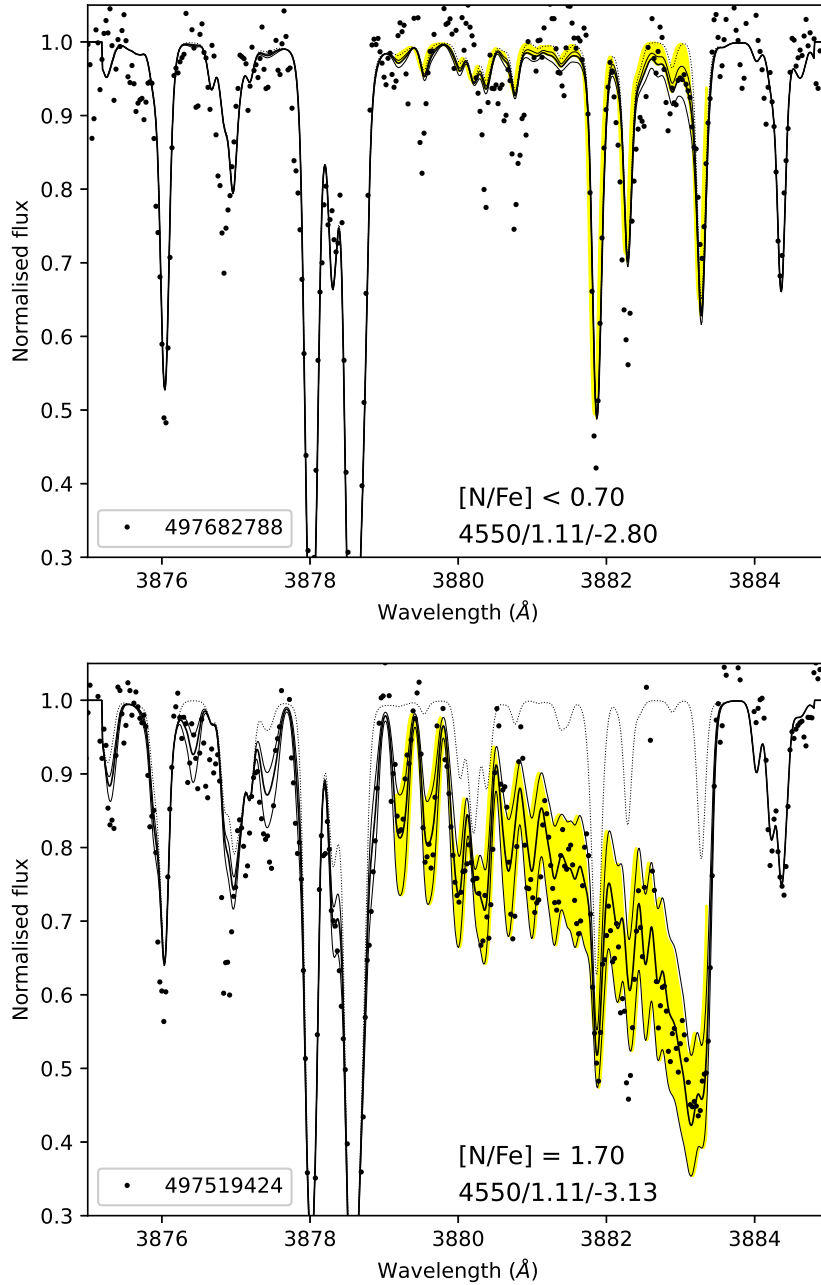 1.0
0.9
0.8
0.7
0.6
0.5
0.4
0.3
Normalised flux
497682788
[N/Fe] < 0.70
4550/1.11/-2.80
3876 3878 3880 3882 3884
Wavelength (Å)
1.0
0.9
0.8
0.7
0.6
0.5
0.4
0.3
Normalised flux
497519424
[N/Fe] = 1.70
4550/1.11/-3.13
3876 3878 3880 3882 3884
Wavelength (Å)